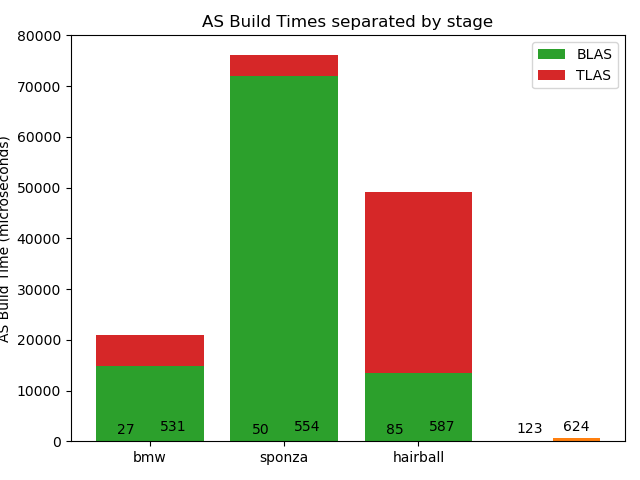 AS Build Times separated by stage
BLAS
TLAS
AS Build Time (microseconds)
80000
70000
60000
50000
40000
30000
20000
10000
0
27 531 50 554 85 587 123 624
bmw sponza hairball